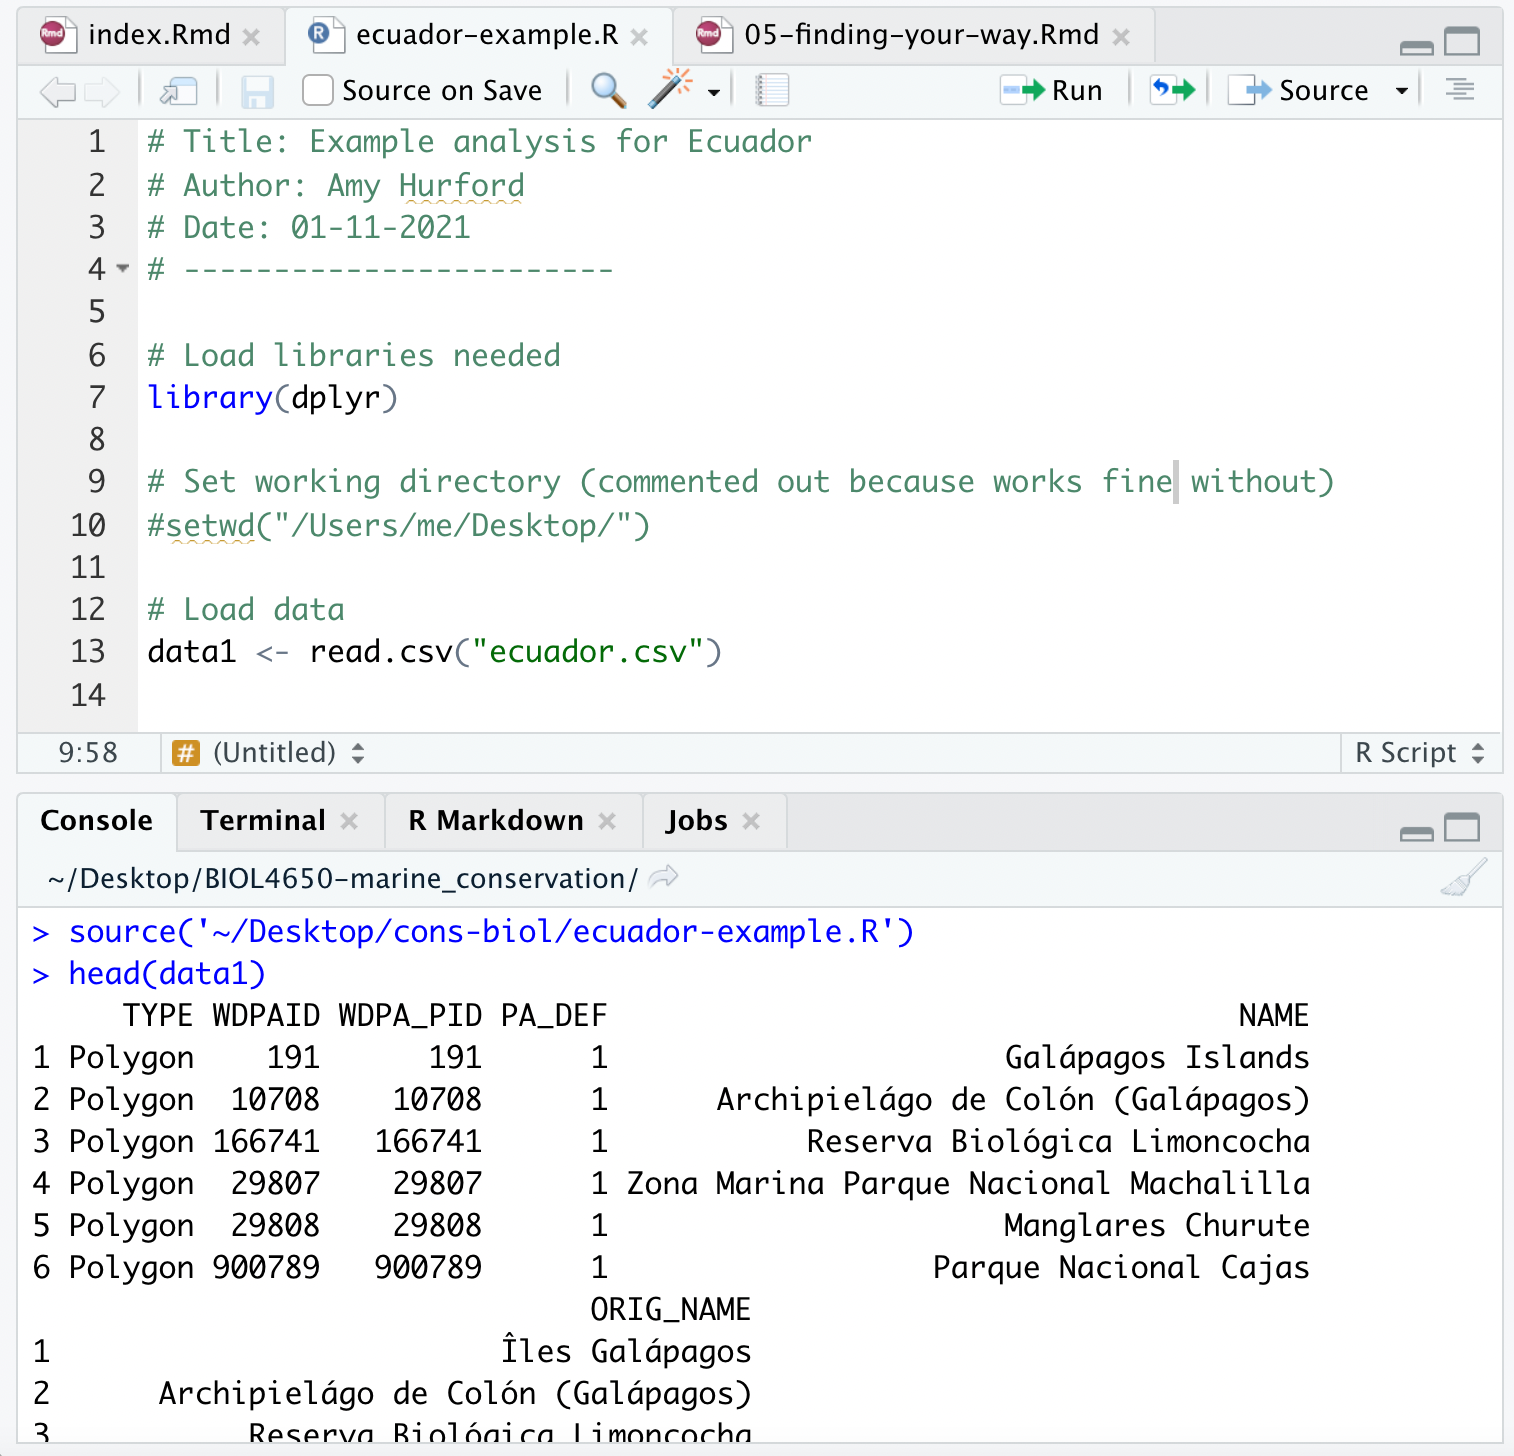 index.Rmd ecuador-example.R 05-finding-your-way.Rmd
Source on Save Run Source
1 # Title: Example analysis for Ecuador
2 # Author: Amy Hurford
3 # Date: 01-11-2021
4 # ------------------------
5
6 # Load libraries needed
7 library(dplyr)
8
9 # Set working directory (commented out because works fine without)
10 #setwd("/Users/me/Desktop/")
11
12 # Load data
13 data1 <- read.csv("ecuador.csv")
14
9:58 # (Untitled) R Script
Console Terminal R Markdown Jobs
~/Desktop/BIOL4650-marine_conservation/
> source('~/Desktop/cons-biol/ecuador-example.R')
> head(data1)
TYPE WDPAID WDPA_PID PA_DEF NAME
1 Polygon 191 191 1 Galápagos Islands
2 Polygon 10708 10708 1 Archipielágo de Colón (Galápagos)
3 Polygon 166741 166741 1 Reserva Biológica Limoncocha
4 Polygon 29807 29807 1 Zona Marina Parque Nacional Machalilla
5 Polygon 29808 29808 1 Manglares Churute
6 Polygon 900789 900789 1 Parque Nacional Cajas
ORIG_NAME
1 Îles Galápagos
2 Archipielágo de Colón (Galápagos)
3 Reserva Biológica Limoncocha